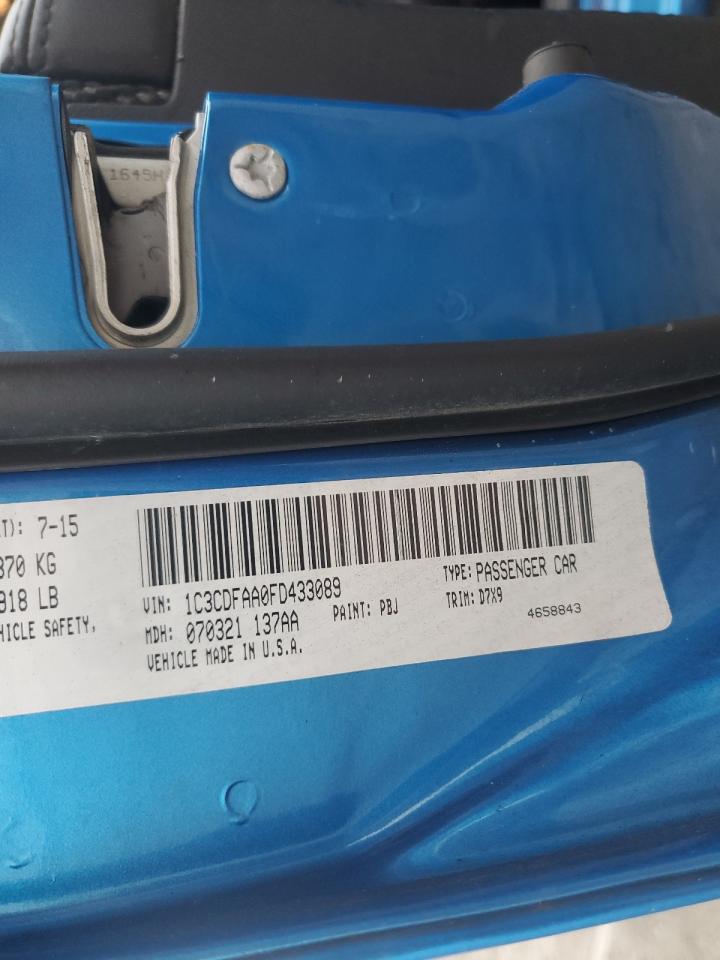 1645H
T): 7-15
870 KG
918 LB
HICLE SAFETY,
VIN: 1C3CDFAA0FD433089
TYPE: PASSENGER CAR
MDH: 070321 137AA
PAINT: PBJ
TRIM: D7X9
VEHICLE MADE IN U.S.A.
4658843